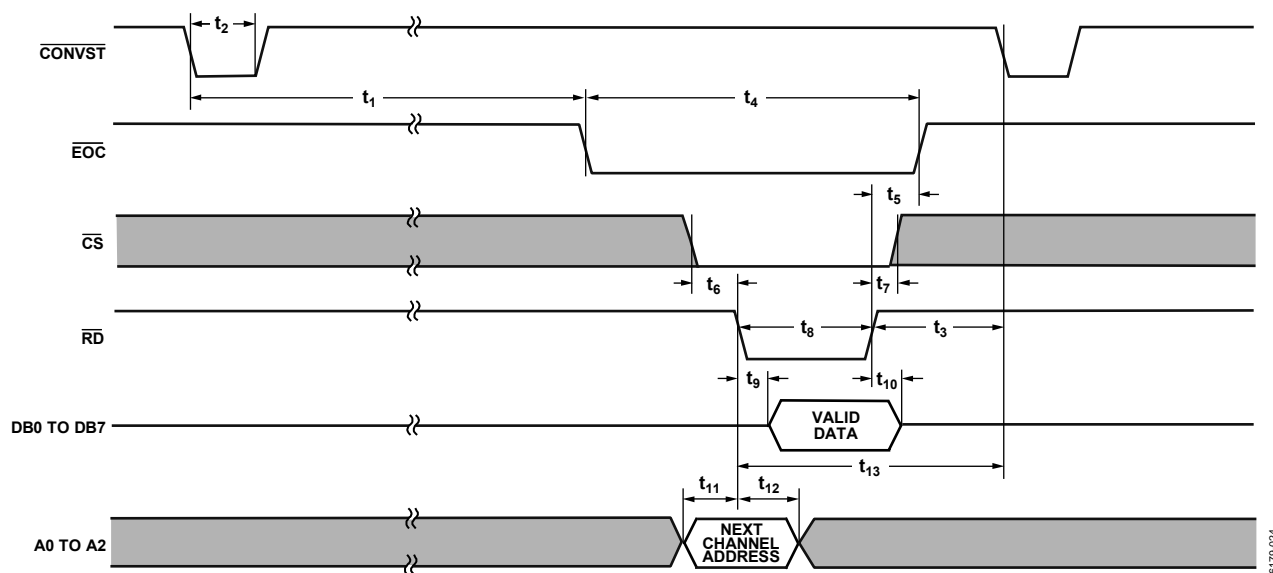 t2
CONVST
t1
t4
EOC
t5
CS
t6
t7
RD
t8
t3
t9
t10
DB0 TO DB7
VALID
DATA
t13
t11
t12
A0 TO A2
NEXT
CHANNEL
ADDRESS